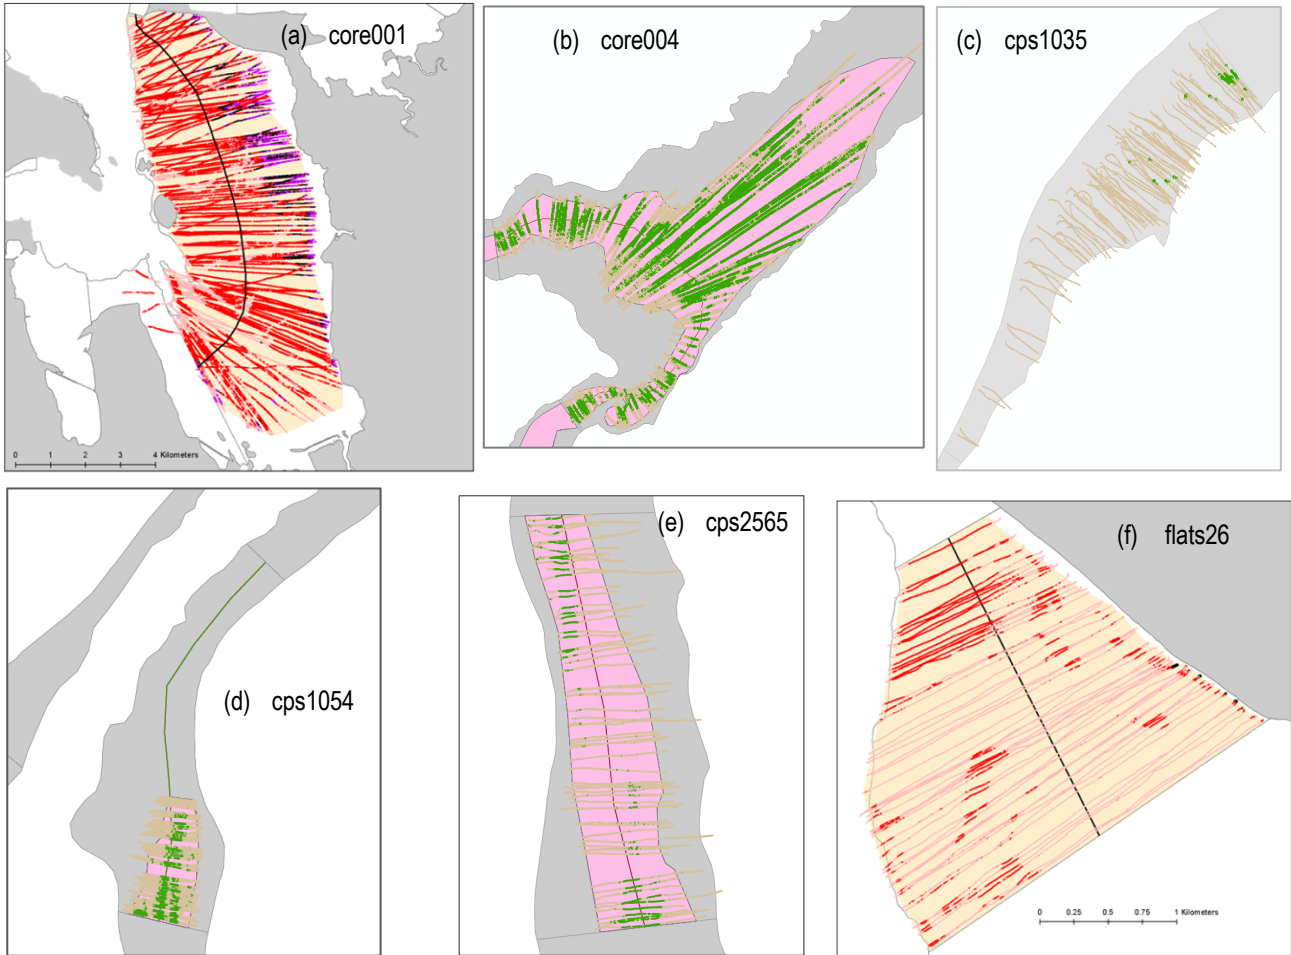 (a) core001
(b) core004
(c) cps1035
0 1 2 3 4 Kilometers
(d) cps1054
(e) cps2565
(f) flats26
0 0.25 0.5 0.75 1 Kilometers